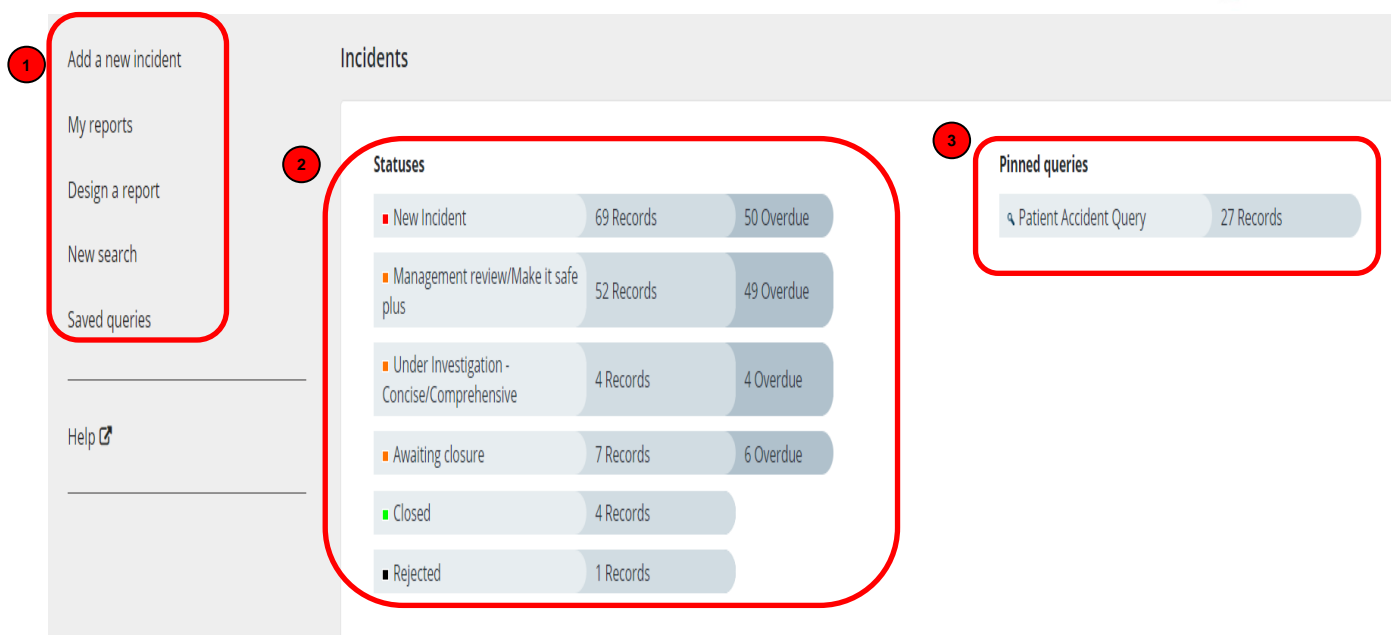 1
Add a new incident
My reports
Design a report
New search
Saved queries
Help
Incidents
2
Statuses
New Incident 69 Records 50 Overdue
Management review/Make it safe
plus 52 Records 49 Overdue
Under Investigation -
Concise/Comprehensive 4 Records 4 Overdue
Awaiting closure 7 Records 6 Overdue
Closed 4 Records
Rejected 1 Records
3
Pinned queries
Patient Accident Query 27 Records